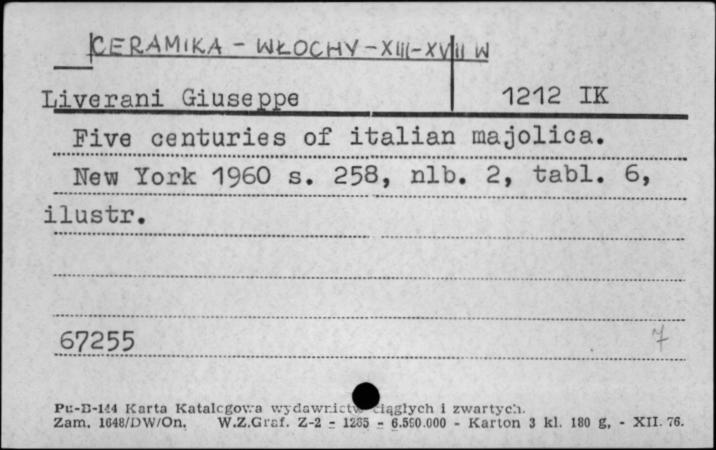 CERAMIKA - WŁOCHY - XIII-XVIII W
Liverani Giuseppe 1212 IK
Five centuries of italian majolica.
New York 1960 s. 258, nlb. 2, tabl. 6,
ilustr.
67255 7
Pu-B-144 Karta Katalogowa wydawnictw ciągłych i zwartych.
Zam. 1648/DW/On. W.Z.Graf. Z-2 - 1265 - 6.590.000 - Karton 3 kl. 180 g, - XII. 76.